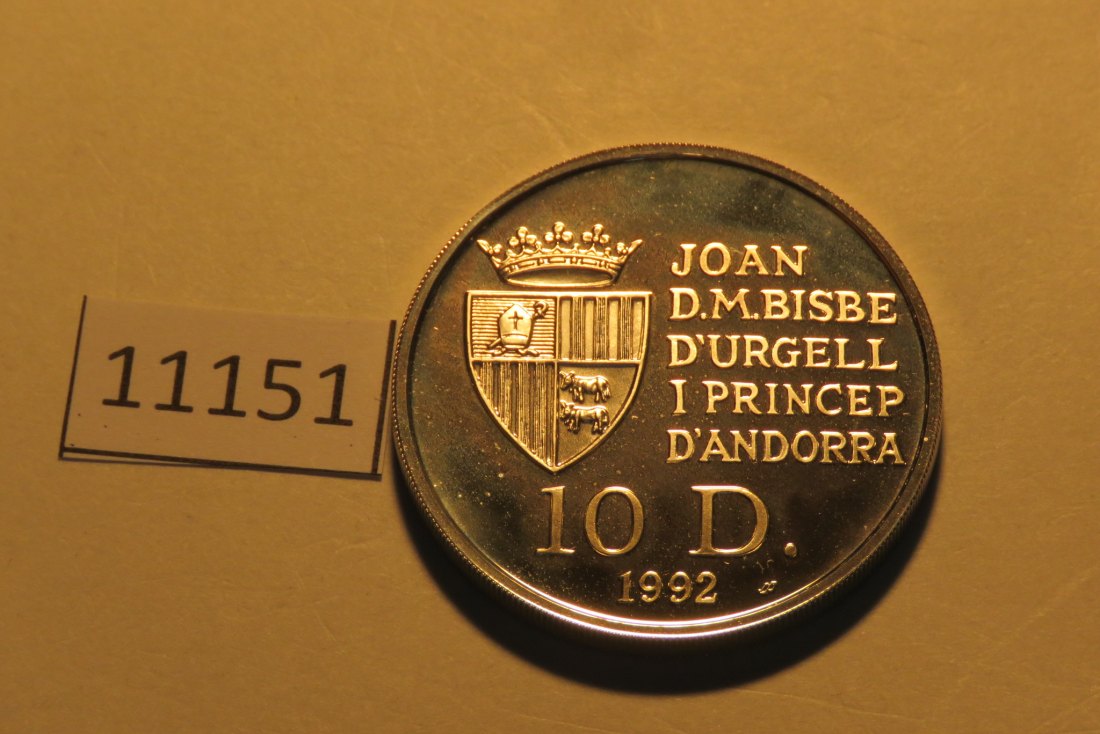 11151
JOAN
D.M.BISBE
D'URGELL
I PRINCEP
D'ANDORRA
10 D.
1992